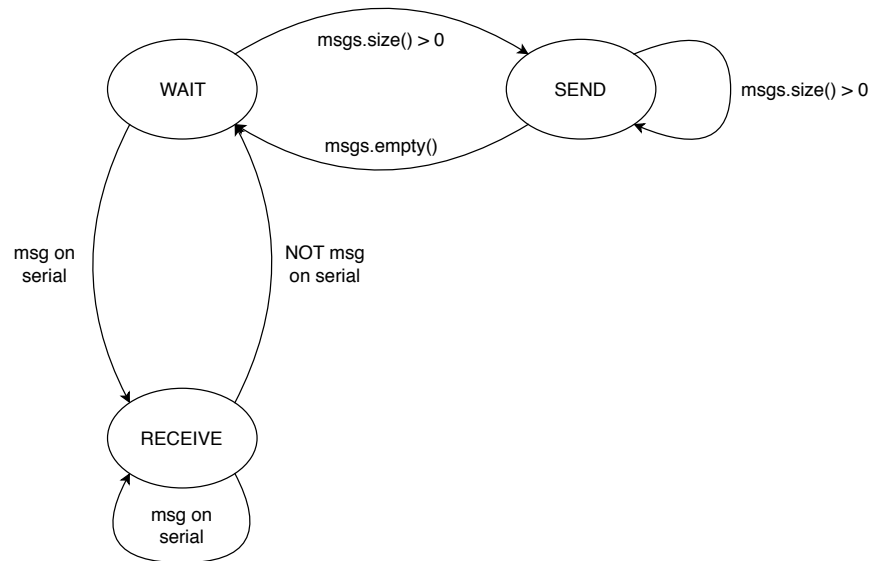 msgs.size() > 0
WAIT
SEND
msgs.size() > 0
msgs.empty()
msg on
serial
NOT msg
on serial
RECEIVE
msg on
serial